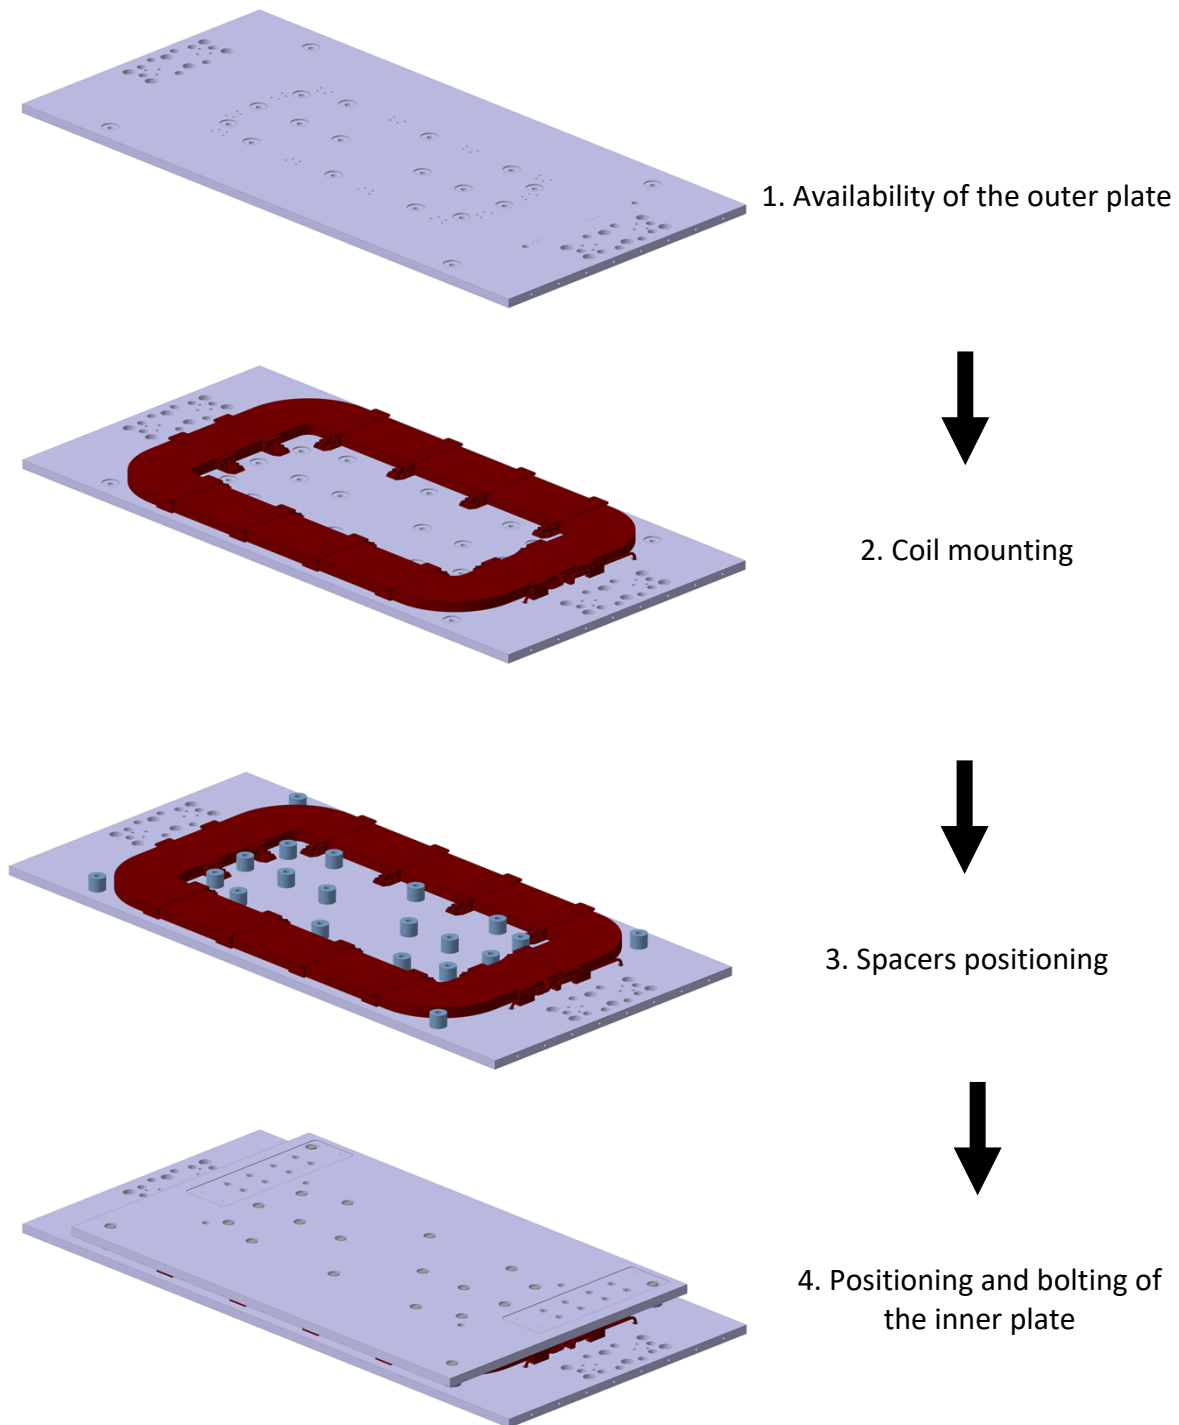 1. Availability of the outer plate
2. Coil mounting
3. Spacers positioning
4. Positioning and bolting of
the inner plate